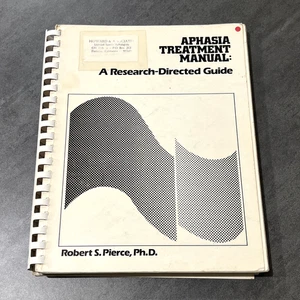 APHASIA
TREATMENT
MANUAL:
A Research-Directed Guide
Robert S. Pierce, Ph.D.